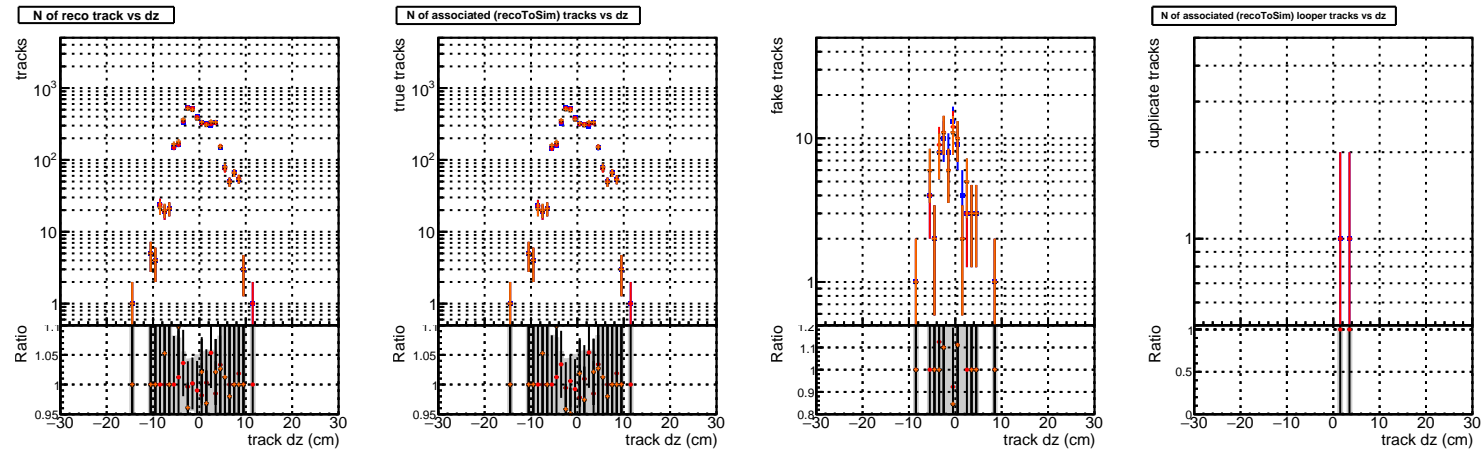 N of reco track vs dz
tracks
10³
10²
10
1
Ratio
1.1
1.05
1
0.95
−30 −20 −10 0 10 20 30
track dz (cm)
N of associated (recoToSim) tracks vs dz
true tracks
10³
10²
10
1
Ratio
1.1
1.05
1
0.95
−30 −20 −10 0 10 20 30
track dz (cm)
fake tracks
10
1
Ratio
1.2
1.1
1
0.9
0.8
−30 −20 −10 0 10 20 30
track dz (cm)
N of associated (recoToSim) looper tracks vs dz
duplicate tracks
1
Ratio
1
0.5
0
−30 −20 −10 0 10 20 30
track dz (cm)